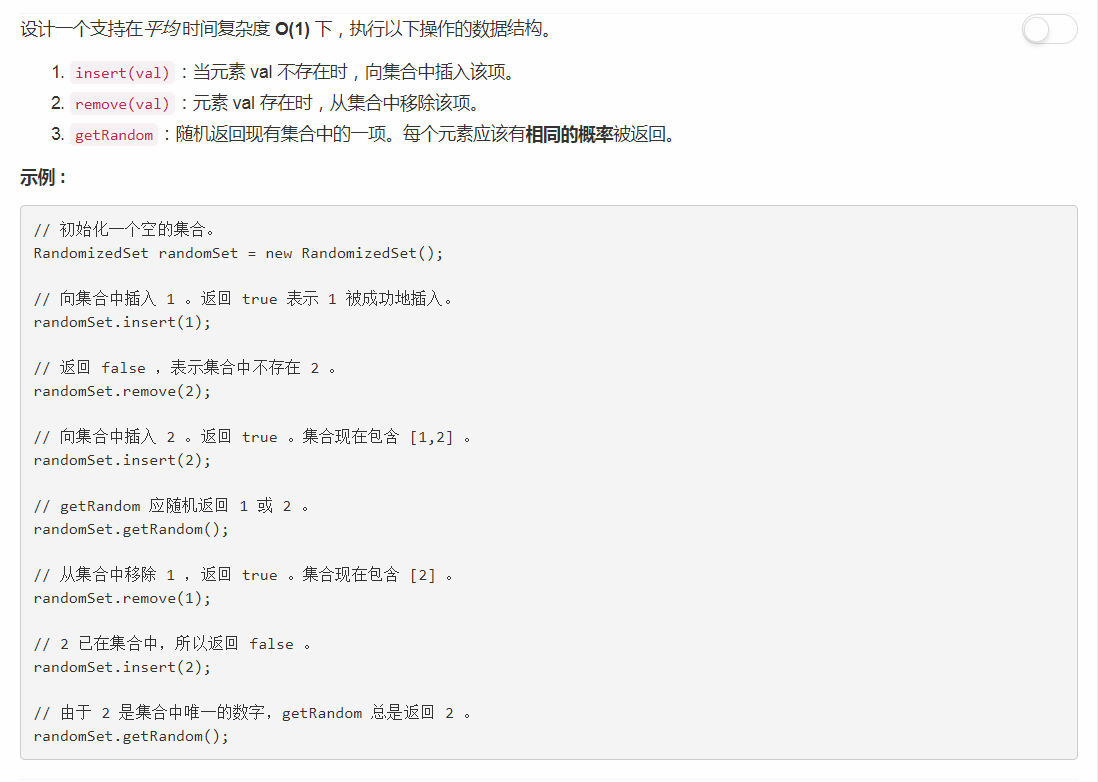 设计一个支持在平均时间复杂度 O(1) 下，执行以下操作的数据结构。
1. insert(val)：当元素 val 不存在时，向集合中插入该项。
2. remove(val)：元素 val 存在时，从集合中移除该项。
3. getRandom：随机返回现有集合中的一项。每个元素应该有相同的概率被返回。
示例：
// 初始化一个空的集合。
RandomizedSet randomSet = new RandomizedSet();
// 向集合中插入 1 。返回 true 表示 1 被成功地插入。
randomSet.insert(1);
// 返回 false ，表示集合中不存在 2 。
randomSet.remove(2);
// 向集合中插入 2 。返回 true 。集合现在包含 [1,2] 。
randomSet.insert(2);
// getRandom 应随机返回 1 或 2 。
randomSet.getRandom();
// 从集合中移除 1 ，返回 true 。集合现在包含 [2] 。
randomSet.remove(1);
// 2 已在集合中，所以返回 false 。
randomSet.insert(2);
// 由于 2 是集合中唯一的数字，getRandom 总是返回 2 。
randomSet.getRandom();